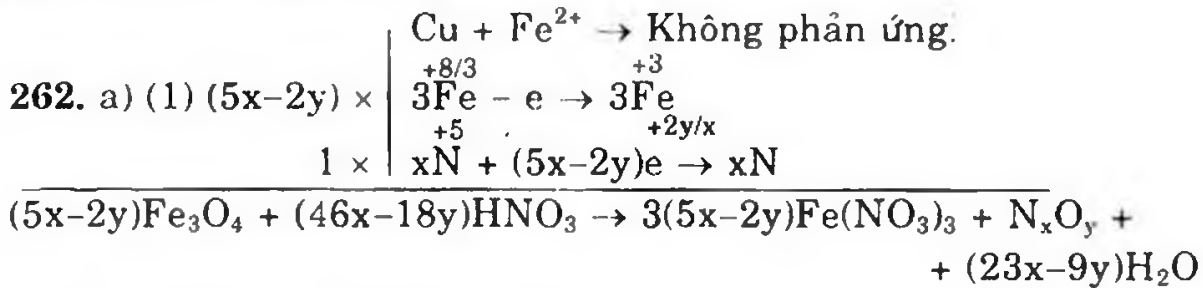 Cu + Fe²⁺ → Không phản ứng.
+8/3 +3
262. a) (1) (5x–2y) × | 3Fe – e → 3Fe
+5 +2y/x
1 × | xN + (5x–2y)e → xN
(5x–2y)Fe₃O₄ + (46x–18y)HNO₃ → 3(5x–2y)Fe(NO₃)₃ + NₓOᵧ +
+ (23x–9y)H₂O